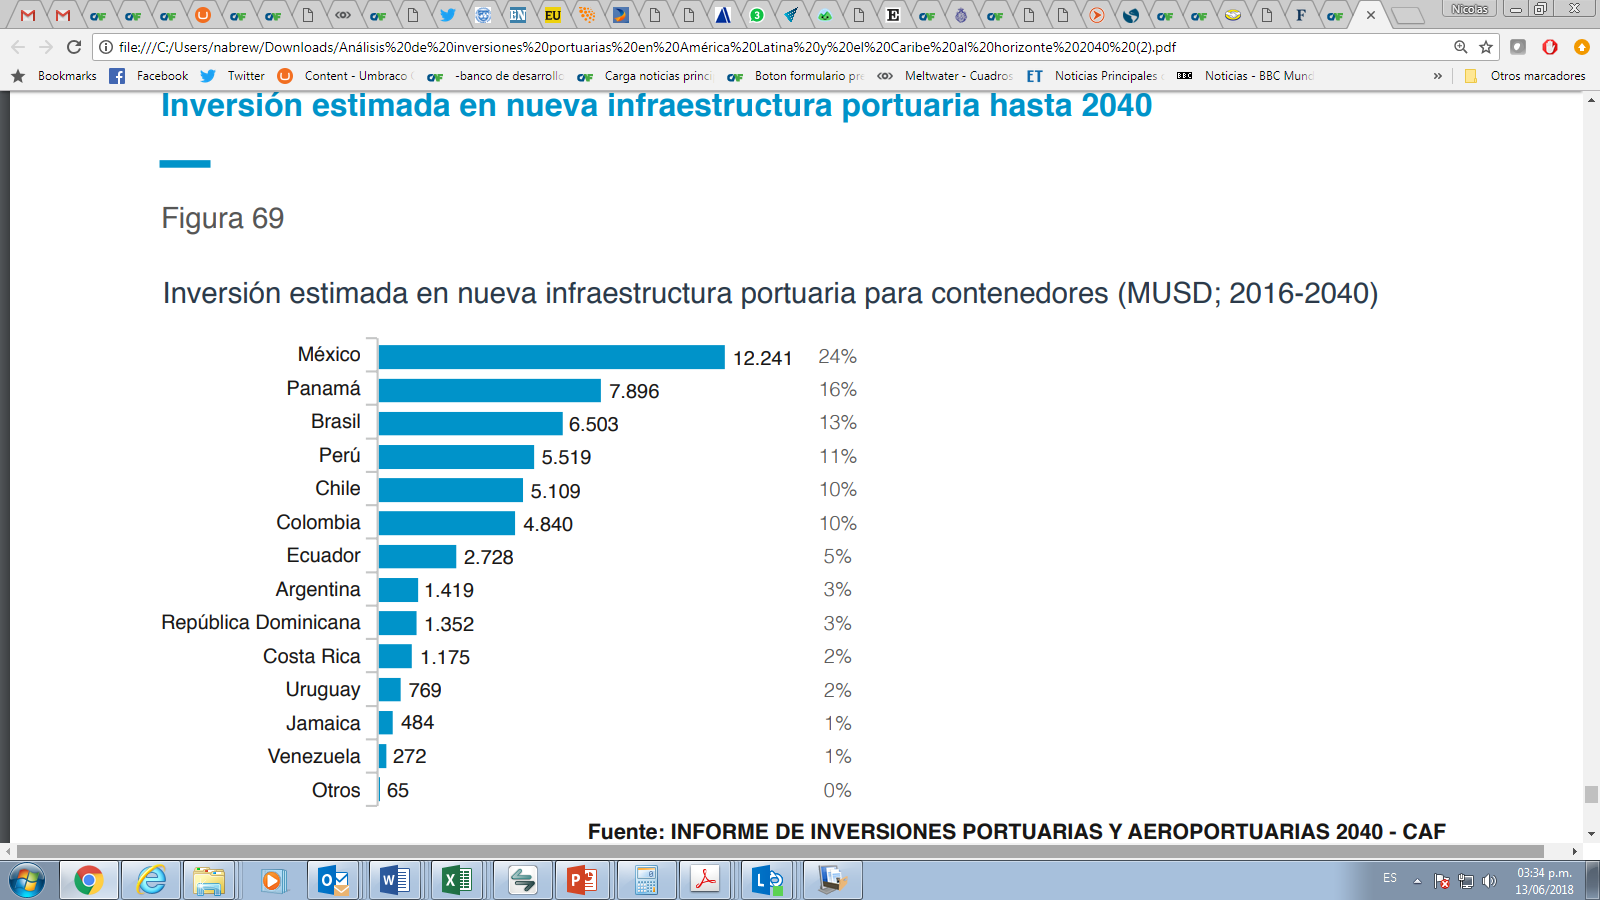 Nicolas
file:///C:/Users/nabrew/Downloads/Análisis%20de%20inversiones%20portuarias%20en%20América%20Latina%20y%20el%20Caribe%20al%20horizonte%202040%20(2).pdf
Bookmarks Facebook Twitter Content - Umbraco -banco de desarrollo Carga noticias princi Boton formulario pre Meltwater - Cuadros ET Noticias Principales BBC Noticias - BBC Mund » Otros marcadores
Inversión estimada en nueva infraestructura portuaria hasta 2040
Figura 69
Inversión estimada en nueva infraestructura portuaria para contenedores (MUSD; 2016-2040)
México 12.241 24%
Panamá 7.896 16%
Brasil 6.503 13%
Perú 5.519 11%
Chile 5.109 10%
Colombia 4.840 10%
Ecuador 2.728 5%
Argentina 1.419 3%
República Dominicana 1.352 3%
Costa Rica 1.175 2%
Uruguay 769 2%
Jamaica 484 1%
Venezuela 272 1%
Otros 65 0%
Fuente: INFORME DE INVERSIONES PORTUARIAS Y AEROPORTUARIAS 2040 - CAF
ES 03:34 p.m.
13/06/2018